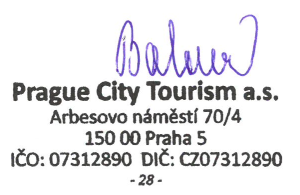 Prague City Tourism a.s.
Arbesovo náměstí 70/4
150 00 Praha 5
IČO: 07312890 DIČ: CZ07312890
- 28 -